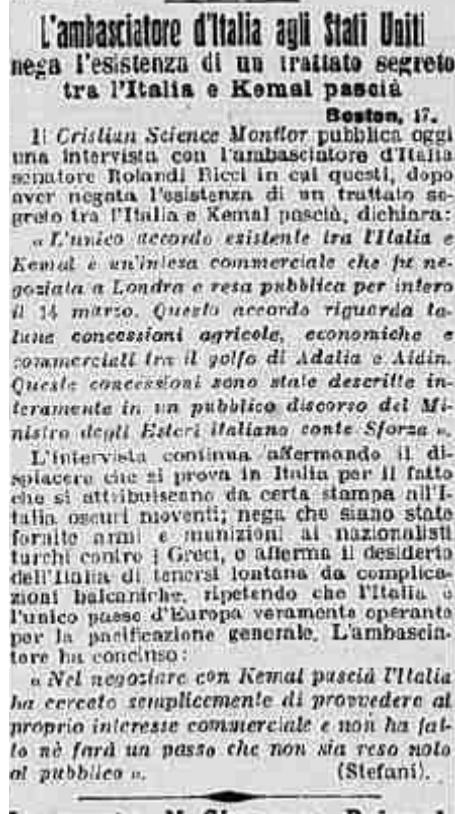 L'ambasciatore d'Italia agli Stati Uniti
nega l'esistenza di un trattato segreto
tra l'Italia e Kemal pascià
Boston, 17.
Il Cristian Science Monitor pubblica oggi
una intervista con l'ambasciatore d'Italia
senatore Rolandi Ricci in cui questi, dopo
aver negata l'esistenza di un trattato se-
greto tra l'Italia e Kemal pascià, dichiara:
« L'unico accordo esistente tra l'Italia e
Kemal è un'intesa commerciale che fu ne-
goziata a Londra e resa pubblica per intero
il 14 marzo. Questo accordo riguarda ta-
lune concessioni agricole, economiche e
commerciali tra il golfo di Adalia e Aidin.
Queste concessioni sono state descritte in-
teramente in un pubblico discorso del Mi-
nistro degli Esteri italiano conte Sforza ».
L'intervista continua affermando il di-
spiacere che si prova in Italia per il fatto
che si attribuiscano da certa stampa all'I-
talia oscuri moventi; nega che siano state
fornite armi e munizioni ai nazionalisti
turchi contro i Greci, e afferma il desiderio
dell'Italia di tenersi lontana da complica-
zioni balcaniche, ripetendo che l'Italia è
l'unico paese d'Europa veramente operante
per la pacificazione generale. L'ambascia-
tore ha concluso:
« Nel negoziare con Kemal pascià l'Italia
ha cercato semplicemente di provvedere al
proprio interesse commerciale e non ha fat-
to nè farà un passo che non sia reso noto
al pubblico ». (Stefani).